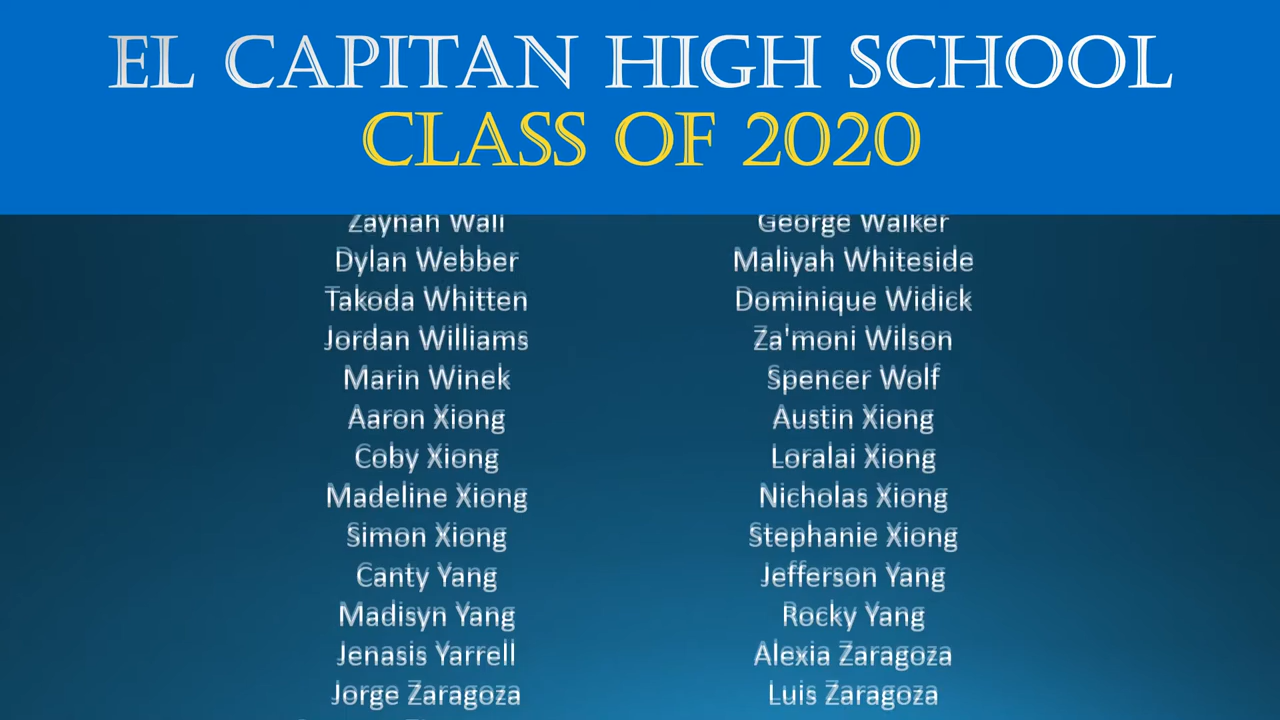 EL CAPITAN HIGH SCHOOL
CLASS OF 2020
Zaynah Wali George Walker
Dylan Webber Maliyah Whiteside
Takoda Whitten Dominique Widick
Jordan Williams Za'moni Wilson
Marin Winek Spencer Wolf
Aaron Xiong Austin Xiong
Coby Xiong Loralai Xiong
Madeline Xiong Nicholas Xiong
Simon Xiong Stephanie Xiong
Canty Yang Jefferson Yang
Madisyn Yang Rocky Yang
Jenasis Yarrell Alexia Zaragoza
Jorge Zaragoza Luis Zaragoza